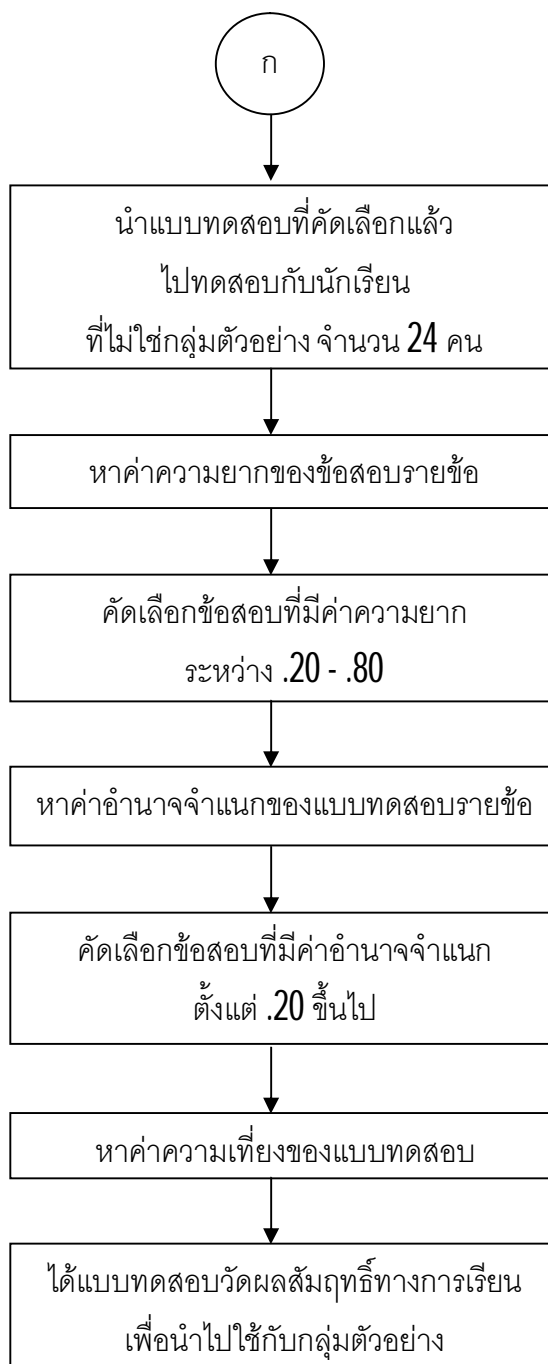 ก
นำแบบทดสอบที่คัดเลือกแล้ว
ไปทดสอบกับนักเรียน
ที่ไม่ใช่กลุ่มตัวอย่าง จำนวน 24 คน
หาค่าความยากของข้อสอบรายข้อ
คัดเลือกข้อสอบที่มีค่าความยาก
ระหว่าง .20 - .80
หาค่าอำนาจจำแนกของแบบทดสอบรายข้อ
คัดเลือกข้อสอบที่มีค่าอำนาจจำแนก
ตั้งแต่ .20 ขึ้นไป
หาค่าความเที่ยงของแบบทดสอบ
ได้แบบทดสอบวัดผลสัมฤทธิ์ทางการเรียน
เพื่อนำไปใช้กับกลุ่มตัวอย่าง